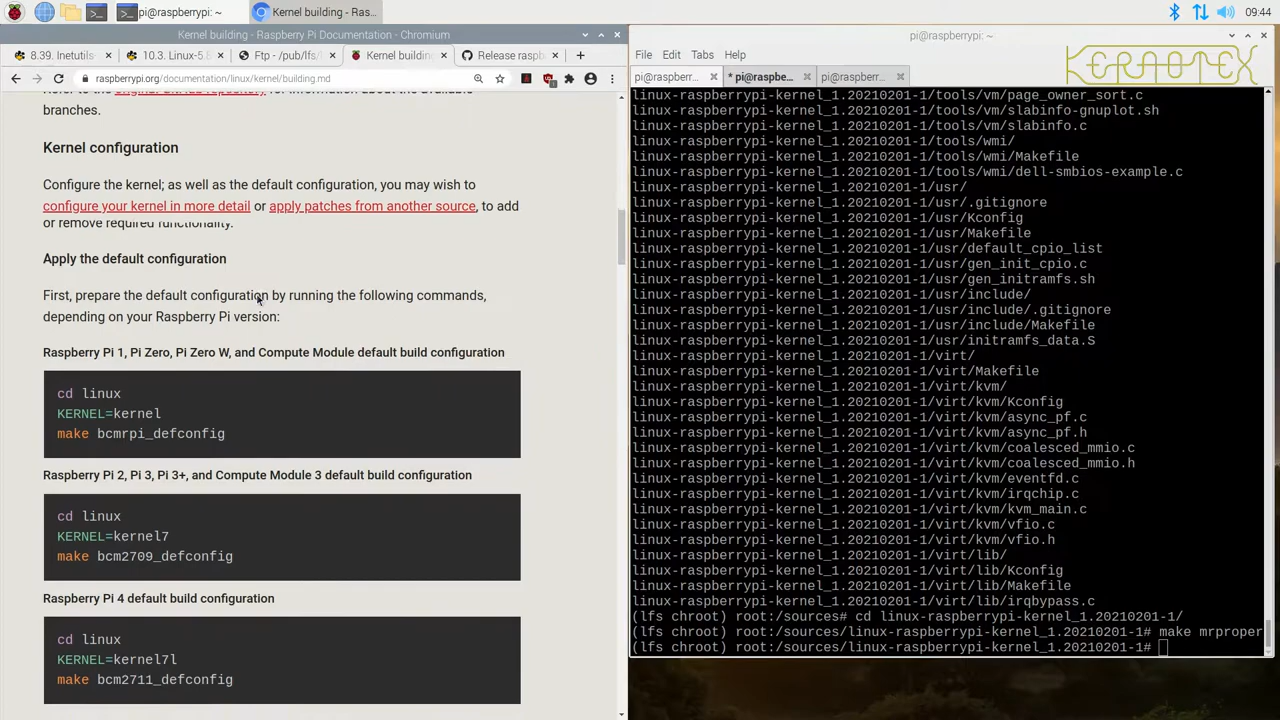 pi@raspberrypi: ~
Kernel building - Ras...
09:44
Kernel building - Raspberry Pi Documentation - Chromium
8.39. Inetutils-
10.3. Linux-5.8
Ftp - /pub/lfs/
Kernel building
Release raspb
raspberrypi.org/documentation/linux/kernel/building.md
Refer to the original GitHub repository for information about the available
branches.
Kernel configuration
Configure the kernel; as well as the default configuration, you may wish to
configure your kernel in more detail or apply patches from another source, to add
or remove required functionality.
Apply the default configuration
First, prepare the default configuration by running the following commands,
depending on your Raspberry Pi version:
Raspberry Pi 1, Pi Zero, Pi Zero W, and Compute Module default build configuration
cd linux
KERNEL=kernel
make bcmrpi_defconfig
Raspberry Pi 2, Pi 3, Pi 3+, and Compute Module 3 default build configuration
cd linux
KERNEL=kernel7
make bcm2709_defconfig
Raspberry Pi 4 default build configuration
cd linux
KERNEL=kernel7l
make bcm2711_defconfig
pi@raspberrypi: ~
File Edit Tabs Help
KEROTEX
pi@raspberr...
* pi@raspbe...
pi@raspberr...
linux-raspberrypi-kernel_1.20210201-1/tools/vm/page_owner_sort.c
linux-raspberrypi-kernel_1.20210201-1/tools/vm/slabinfo-gnuplot.sh
linux-raspberrypi-kernel_1.20210201-1/tools/vm/slabinfo.c
linux-raspberrypi-kernel_1.20210201-1/tools/wmi/
linux-raspberrypi-kernel_1.20210201-1/tools/wmi/Makefile
linux-raspberrypi-kernel_1.20210201-1/tools/wmi/dell-smbios-example.c
linux-raspberrypi-kernel_1.20210201-1/usr/
linux-raspberrypi-kernel_1.20210201-1/usr/.gitignore
linux-raspberrypi-kernel_1.20210201-1/usr/Kconfig
linux-raspberrypi-kernel_1.20210201-1/usr/Makefile
linux-raspberrypi-kernel_1.20210201-1/usr/default_cpio_list
linux-raspberrypi-kernel_1.20210201-1/usr/gen_init_cpio.c
linux-raspberrypi-kernel_1.20210201-1/usr/gen_initramfs.sh
linux-raspberrypi-kernel_1.20210201-1/usr/include/
linux-raspberrypi-kernel_1.20210201-1/usr/include/.gitignore
linux-raspberrypi-kernel_1.20210201-1/usr/include/Makefile
linux-raspberrypi-kernel_1.20210201-1/usr/initramfs_data.S
linux-raspberrypi-kernel_1.20210201-1/virt/
linux-raspberrypi-kernel_1.20210201-1/virt/Makefile
linux-raspberrypi-kernel_1.20210201-1/virt/kvm/
linux-raspberrypi-kernel_1.20210201-1/virt/kvm/Kconfig
linux-raspberrypi-kernel_1.20210201-1/virt/kvm/async_pf.c
linux-raspberrypi-kernel_1.20210201-1/virt/kvm/async_pf.h
linux-raspberrypi-kernel_1.20210201-1/virt/kvm/coalesced_mmio.c
linux-raspberrypi-kernel_1.20210201-1/virt/kvm/coalesced_mmio.h
linux-raspberrypi-kernel_1.20210201-1/virt/kvm/eventfd.c
linux-raspberrypi-kernel_1.20210201-1/virt/kvm/irqchip.c
linux-raspberrypi-kernel_1.20210201-1/virt/kvm/kvm_main.c
linux-raspberrypi-kernel_1.20210201-1/virt/kvm/vfio.c
linux-raspberrypi-kernel_1.20210201-1/virt/kvm/vfio.h
linux-raspberrypi-kernel_1.20210201-1/virt/lib/
linux-raspberrypi-kernel_1.20210201-1/virt/lib/Kconfig
linux-raspberrypi-kernel_1.20210201-1/virt/lib/Makefile
linux-raspberrypi-kernel_1.20210201-1/virt/lib/irqbypass.c
(lfs chroot) root:/sources# cd linux-raspberrypi-kernel_1.20210201-1/
(lfs chroot) root:/sources/linux-raspberrypi-kernel_1.20210201-1# make mrproper
(lfs chroot) root:/sources/linux-raspberrypi-kernel_1.20210201-1#